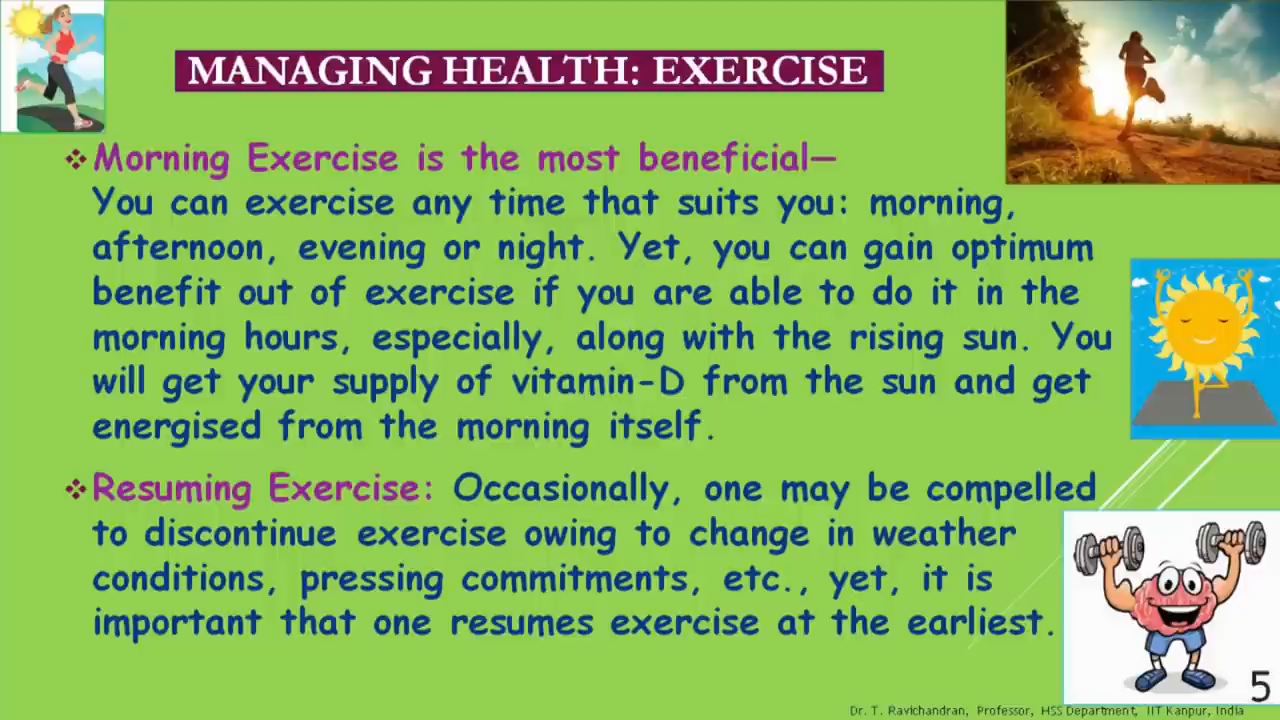 MANAGING HEALTH: EXERCISE
❖Morning Exercise is the most beneficial—
You can exercise any time that suits you: morning,
afternoon, evening or night. Yet, you can gain optimum
benefit out of exercise if you are able to do it in the
morning hours, especially, along with the rising sun. You
will get your supply of vitamin-D from the sun and get
energised from the morning itself.
❖Resuming Exercise: Occasionally, one may be compelled
to discontinue exercise owing to change in weather
conditions, pressing commitments, etc., yet, it is
important that one resumes exercise at the earliest.
5
Dr. T. Ravichandran, Professor, HSS Department, IIT Kanpur, India